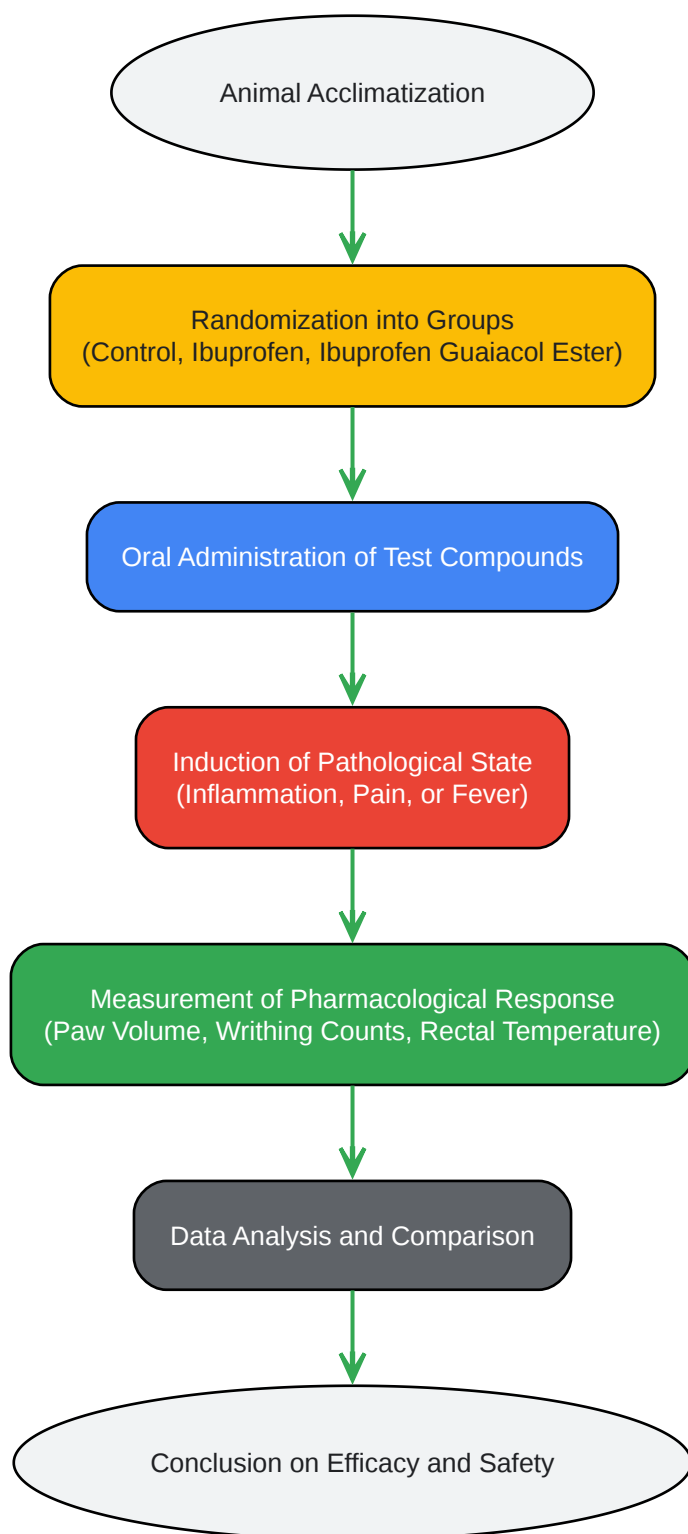 Animal Acclimatization
Randomization into Groups
(Control, Ibuprofen, Ibuprofen Guaiacol Ester)
Oral Administration of Test Compounds
Induction of Pathological State
(Inflammation, Pain, or Fever)
Measurement of Pharmacological Response
(Paw Volume, Writhing Counts, Rectal Temperature)
Data Analysis and Comparison
Conclusion on Efficacy and Safety